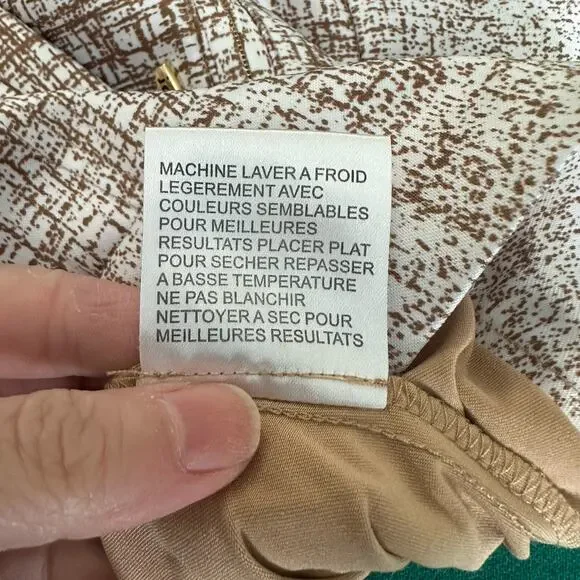 MACHINE LAVER A FROID
LEGEREMENT AVEC
COULEURS SEMBLABLES
POUR MEILLEURES
RESULTATS PLACER PLAT
POUR SECHER REPASSER
A BASSE TEMPERATURE
NE PAS BLANCHIR
NETTOYER A SEC POUR
MEILLEURES RESULTATS